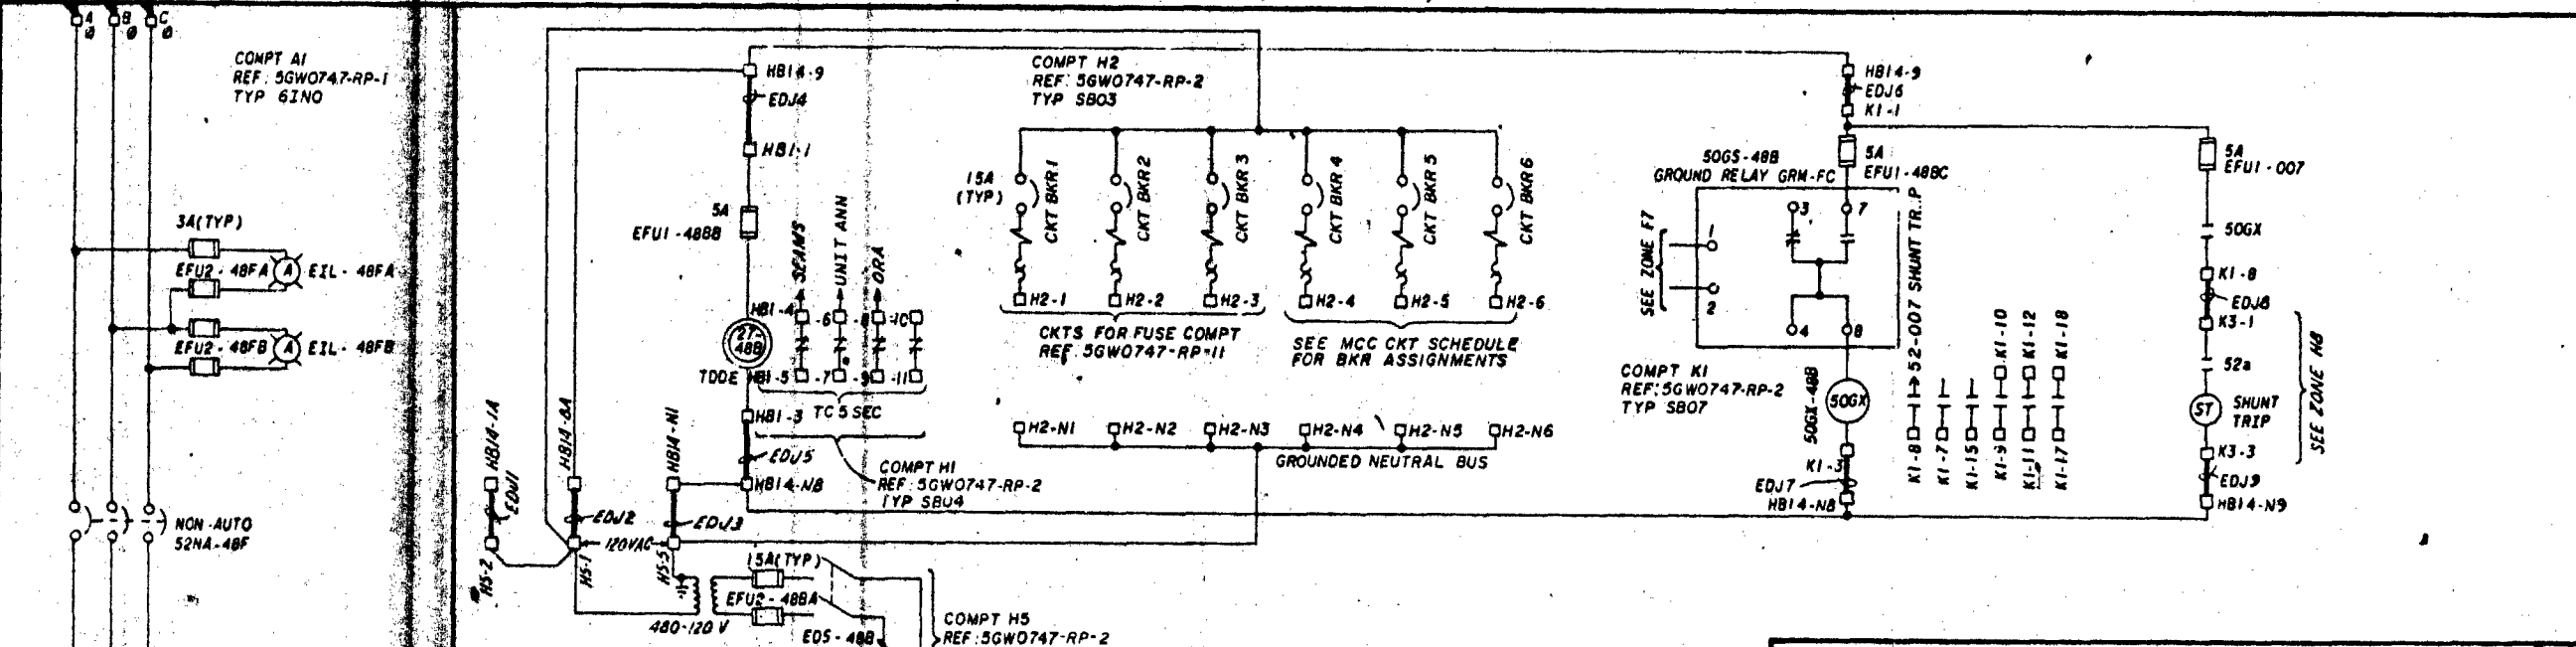 A
B
C
Ø
Ø
Ø
COMPT A1
REF: 5GW0747-RP-1
TYP 6INO
3A(TYP)
EFU2-48FA
A
EIL-48FA
EFU2-48FB
A
EIL-48FB
NON-AUTO
52NA-48F
HB14-9
EDJ4
HB1-1
5A
EFU1-48BB
SEAMS
UNIT ANN
ORA
HB1-4
-6
-8
-10
27-
48B
TDDE
HB1-5
-7
-9
-11
HB1-3
TC 5 SEC
EDJ5
HB14-N8
COMPT H1
REF: 5GW0747-RP-2
TYP SB04
HB14-1A
EDJ1
H5-2
HB14-8A
EDJ2
H5-1
120VAC
HB14-N1
EDJ3
H5-5
480-120 V
15A(TYP)
EFU2-48BA
EDS-48B
COMPT H5
REF: 5GW0747-RP-2
COMPT H2
REF: 5GW0747-RP-2
TYP SB03
15A
(TYP)
CKT BKR 1
CKT BKR 2
CKT BKR 3
CKT BKR 4
CKT BKR 5
CKT BKR 6
H2-1
H2-2
H2-3
H2-4
H2-5
H2-6
CKTS FOR FUSE COMPT
REF: 5GW0747-RP-11
SEE MCC CKT SCHEDULE
FOR BKR ASSIGNMENTS
H2-N1
H2-N2
H2-N3
H2-N4
H2-N5
H2-N6
GROUNDED NEUTRAL BUS
HB14-9
EDJ6
K1-1
5A
EFU1-48BC
50GS-48B
GROUND RELAY GRM-FC
SEE ZONE F7
1
2
3
7
4
8
COMPT K1
REF: 5GW0747-RP-2
TYP SB07
50GX-48B
50GX
K1-3
EDJ7
HB14-N8
K1-8
52-007 SHUNT TRIP
K1-7
K1-15
K1-9
K1-10
K1-11
K1-12
K1-17
K1-18
5A
EFU1-007
50GX
K1-8
EDJ8
K3-1
52a
ST
SHUNT
TRIP
K3-3
EDJ9
HB14-N9
SEE ZONE H8